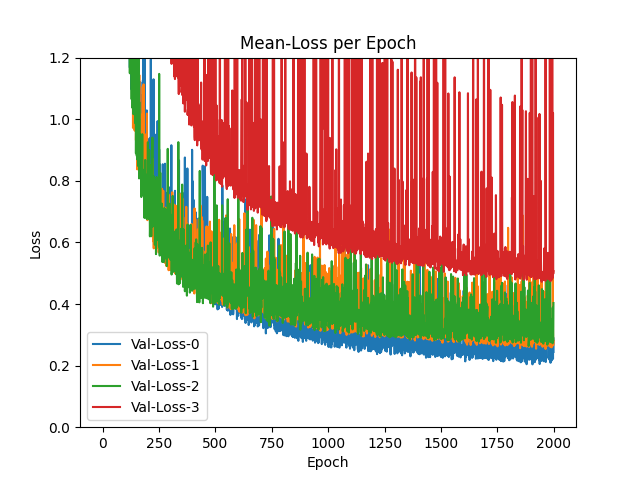 Mean-Loss per Epoch
Loss
1.2
1.0
0.8
0.6
0.4
0.2
0.0
Val-Loss-0
Val-Loss-1
Val-Loss-2
Val-Loss-3
0 250 500 750 1000 1250 1500 1750 2000
Epoch